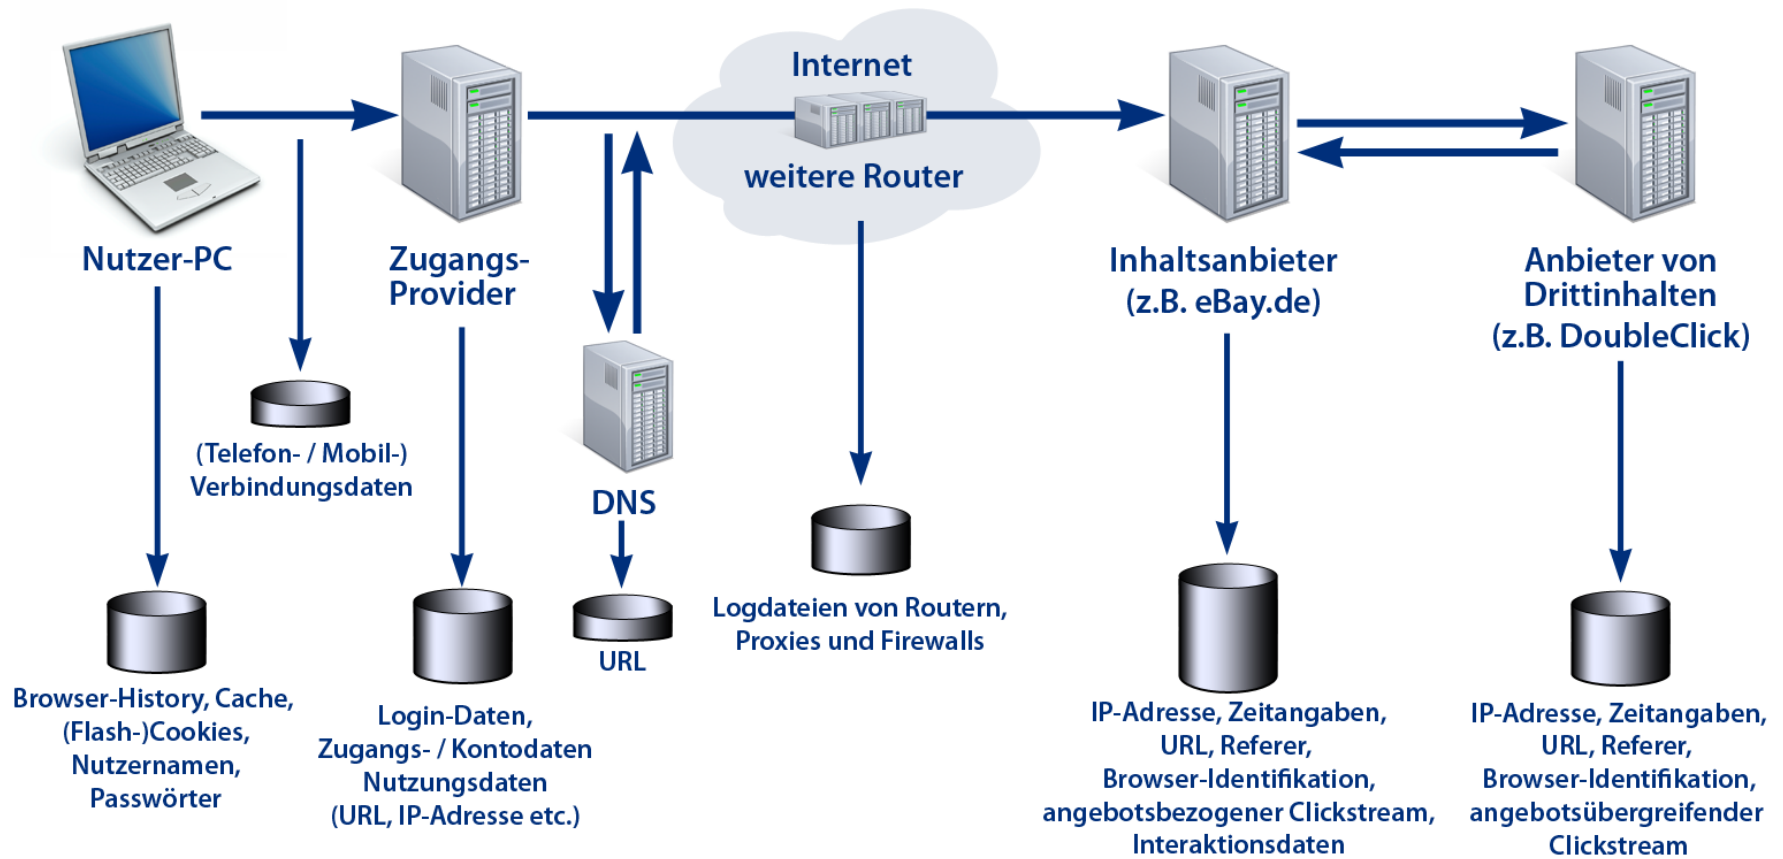 Internet
weitere Router
Nutzer-PC
Zugangs-
Provider
Inhaltsanbieter
(z.B. eBay.de)
Anbieter von
Drittinhalten
(z.B. DoubleClick)
(Telefon- / Mobil-)
Verbindungsdaten
DNS
URL
Logdateien von Routern,
Proxies und Firewalls
Browser-History, Cache,
(Flash-)Cookies,
Nutzernamen,
Passwörter
Login-Daten,
Zugangs- / Kontodaten
Nutzungsdaten
(URL, IP-Adresse etc.)
IP-Adresse, Zeitangaben,
URL, Referer,
Browser-Identifikation,
angebotsbezogener Clickstream,
Interaktionsdaten
IP-Adresse, Zeitangaben,
URL, Referer,
Browser-Identifikation,
angebotsübergreifender
Clickstream